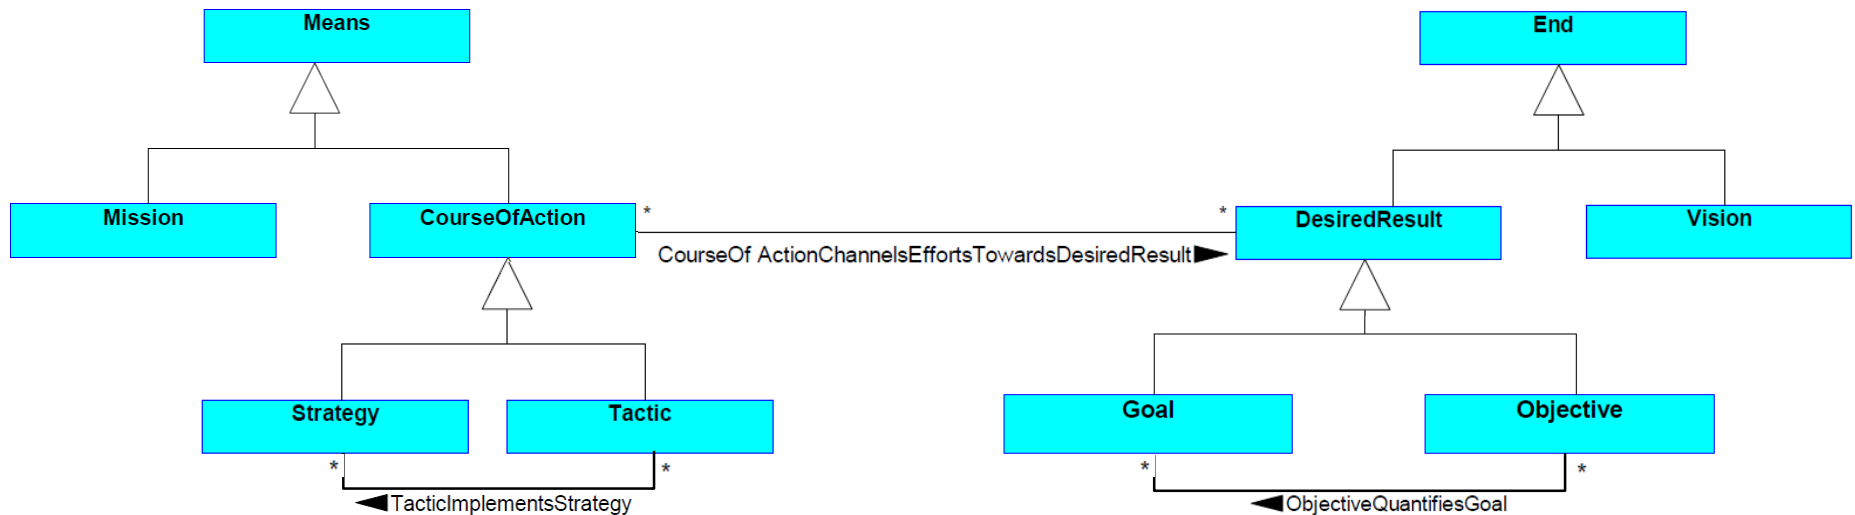 Means
End
Mission
CourseOfAction
*
*
DesiredResult
Vision
CourseOf ActionChannelsEffortsTowardsDesiredResult
Strategy
Tactic
Goal
Objective
*
*
*
*
TacticImplementsStrategy
ObjectiveQuantifiesGoal